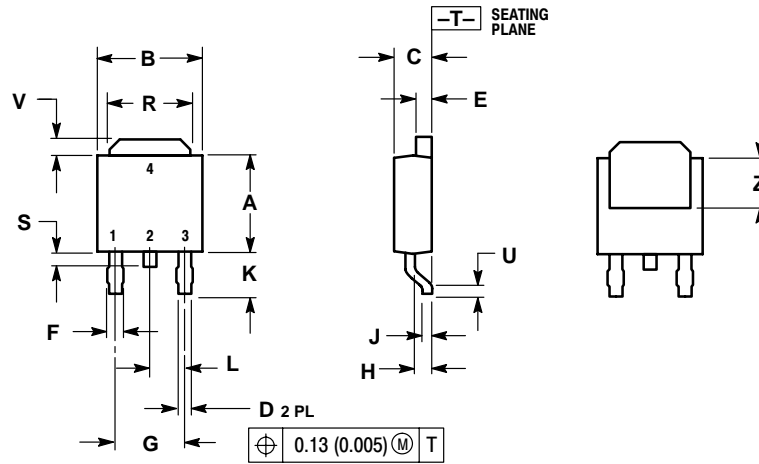 –T– SEATING
PLANE
B
C
V
R
E
4
A
Z
S
1 2 3
K
U
F
J
L
H
D 2 PL
G
⌖ 0.13 (0.005) Ⓜ T